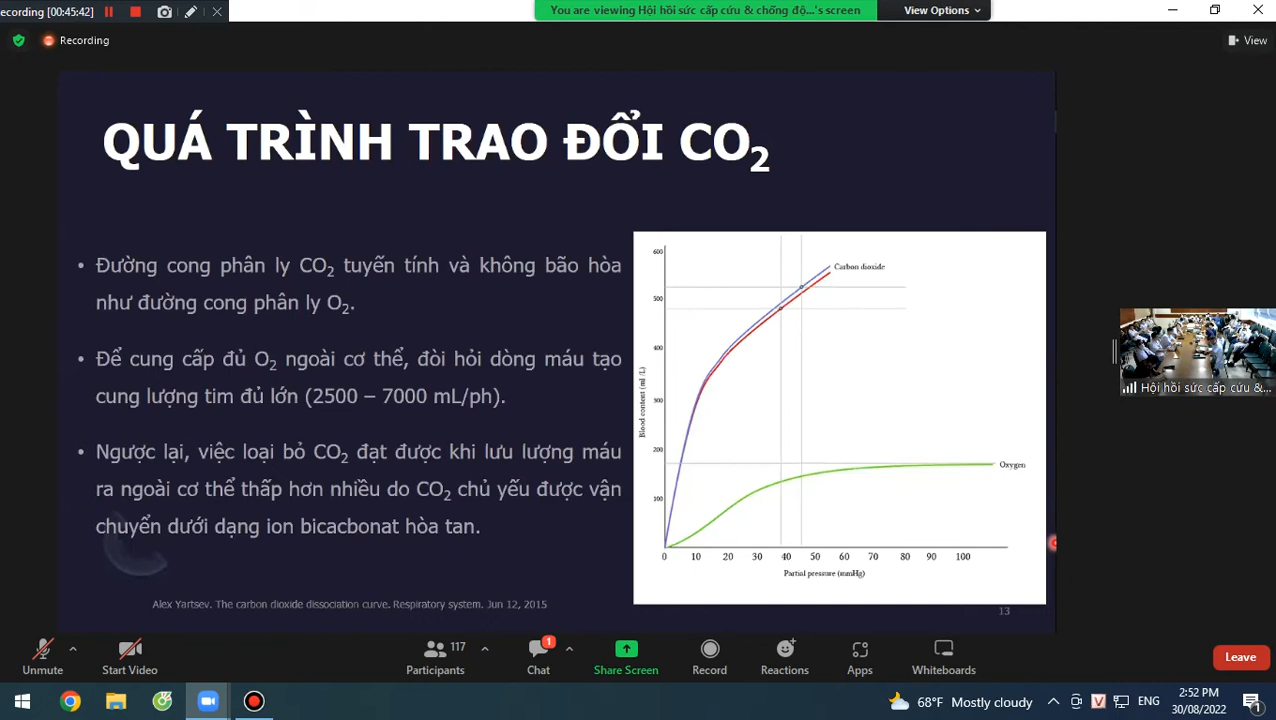 ecording [00:45:42]
You are viewing Hội hồi sức cấp cứu & chống độ...'s screen
View Options
Recording
View
QUÁ TRÌNH TRAO ĐỔI CO₂
• Đường cong phân ly CO₂ tuyến tính và không bão hòa
như đường cong phân ly O₂.
• Để cung cấp đủ O₂ ngoài cơ thể, đòi hỏi dòng máu tạo
cung lượng tim đủ lớn (2500 – 7000 mL/ph).
• Ngược lại, việc loại bỏ CO₂ đạt được khi lưu lượng máu
ra ngoài cơ thể thấp hơn nhiều do CO₂ chủ yếu được vận
chuyển dưới dạng ion bicacbonat hòa tan.
600
500
400
300
200
100
Blood content (ml /L)
Carbon dioxide
Oxygen
0 10 20 30 40 50 60 70 80 90 100
Partial pressure (mmHg)
Alex Yartsev. The carbon dioxide dissociation curve. Respiratory system. Jun 12, 2015
13
Hội hồi sức cấp cứu &...
Unmute
Start Video
117
Participants
1
Chat
Share Screen
Record
Reactions
Apps
Whiteboards
Leave
68°F Mostly cloudy
V
ENG
2:52 PM
30/08/2022
1